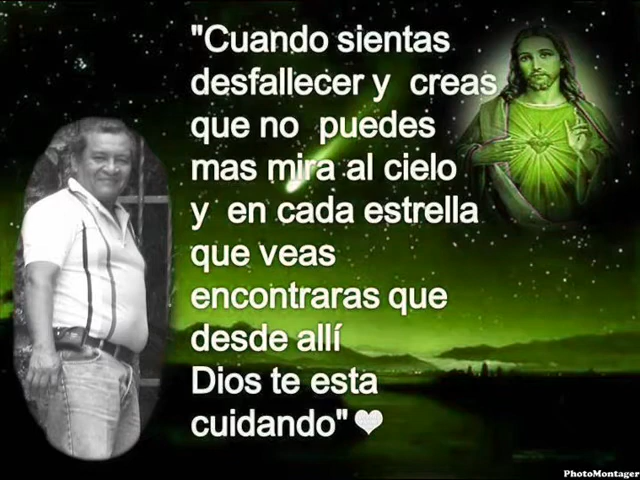 "Cuando sientas
desfallecer y creas
que no puedes
mas mira al cielo
y en cada estrella
que veas
encontraras que
desde allí
Dios te esta
cuidando"
PhotoMontager